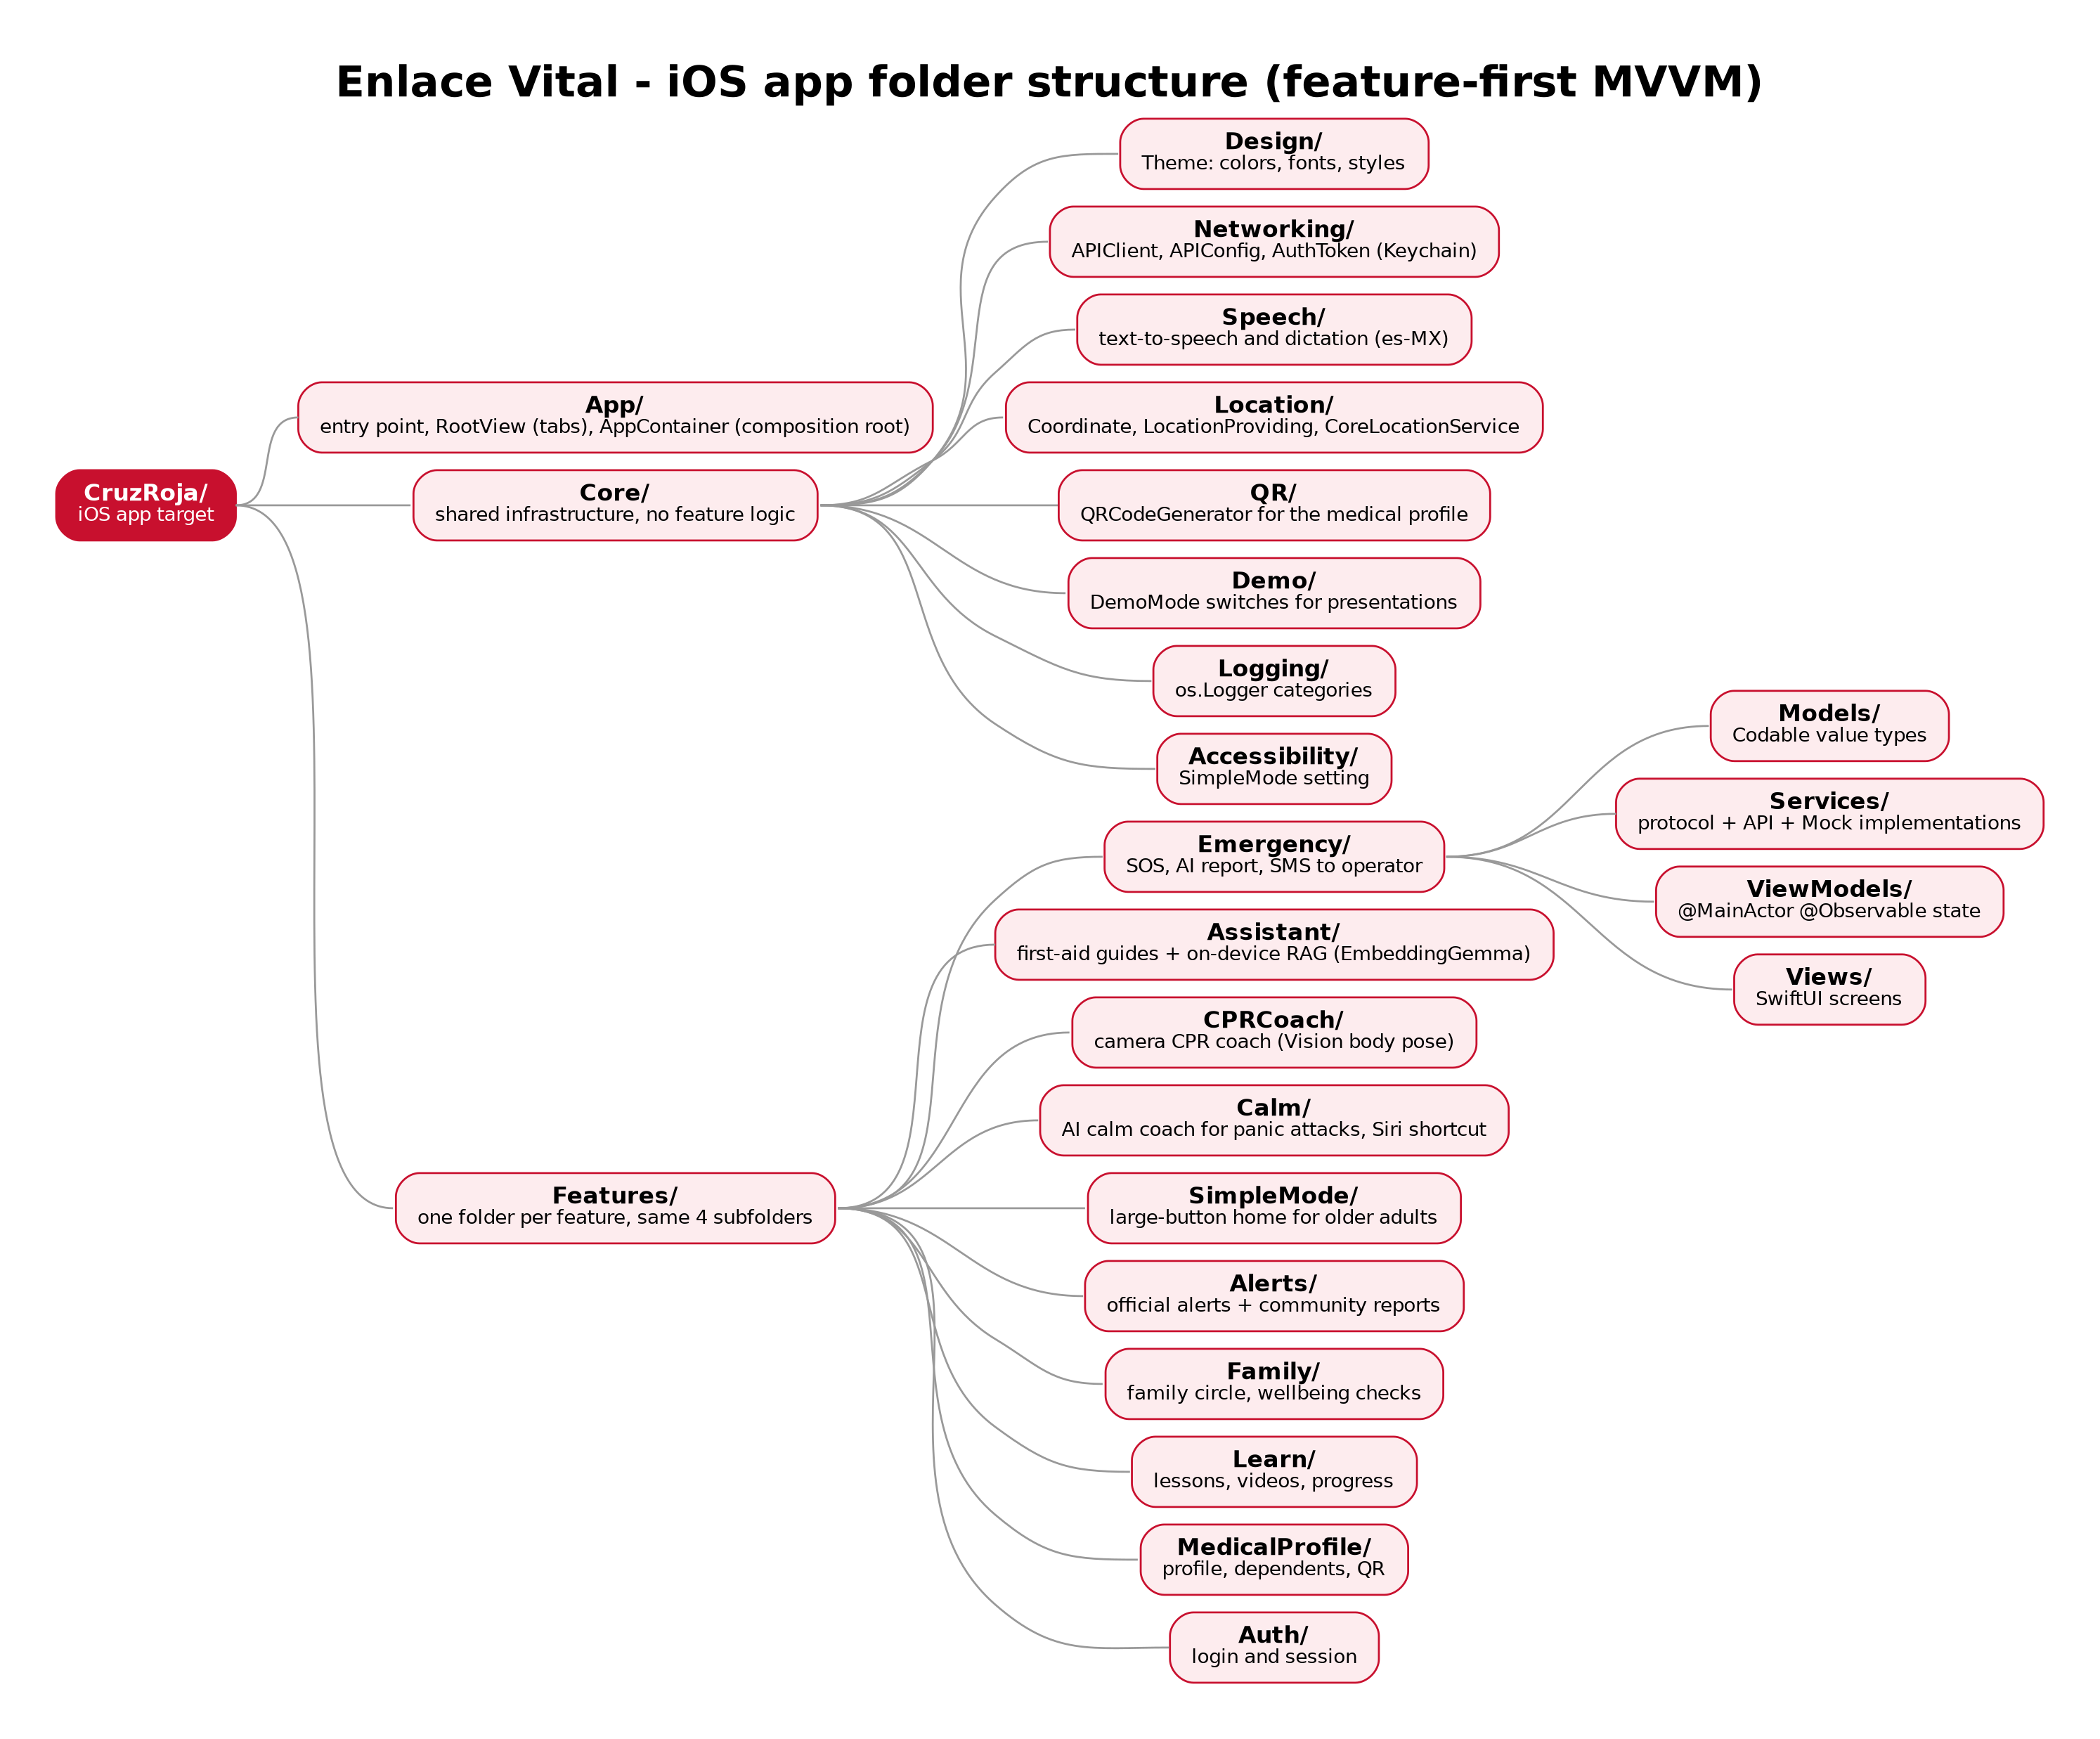 Enlace Vital - iOS app folder structure (feature-first MVVM)
CruzRoja/
iOS app target
App/
entry point, RootView (tabs), AppContainer (composition root)
Core/
shared infrastructure, no feature logic
Design/
Theme: colors, fonts, styles
Networking/
APIClient, APIConfig, AuthToken (Keychain)
Speech/
text-to-speech and dictation (es-MX)
Location/
Coordinate, LocationProviding, CoreLocationService
QR/
QRCodeGenerator for the medical profile
Demo/
DemoMode switches for presentations
Logging/
os.Logger categories
Accessibility/
SimpleMode setting
Features/
one folder per feature, same 4 subfolders
Emergency/
SOS, AI report, SMS to operator
Models/
Codable value types
Services/
protocol + API + Mock implementations
ViewModels/
@MainActor @Observable state
Views/
SwiftUI screens
Assistant/
first-aid guides + on-device RAG (EmbeddingGemma)
CPRCoach/
camera CPR coach (Vision body pose)
Calm/
AI calm coach for panic attacks, Siri shortcut
SimpleMode/
large-button home for older adults
Alerts/
official alerts + community reports
Family/
family circle, wellbeing checks
Learn/
lessons, videos, progress
MedicalProfile/
profile, dependents, QR
Auth/
login and session